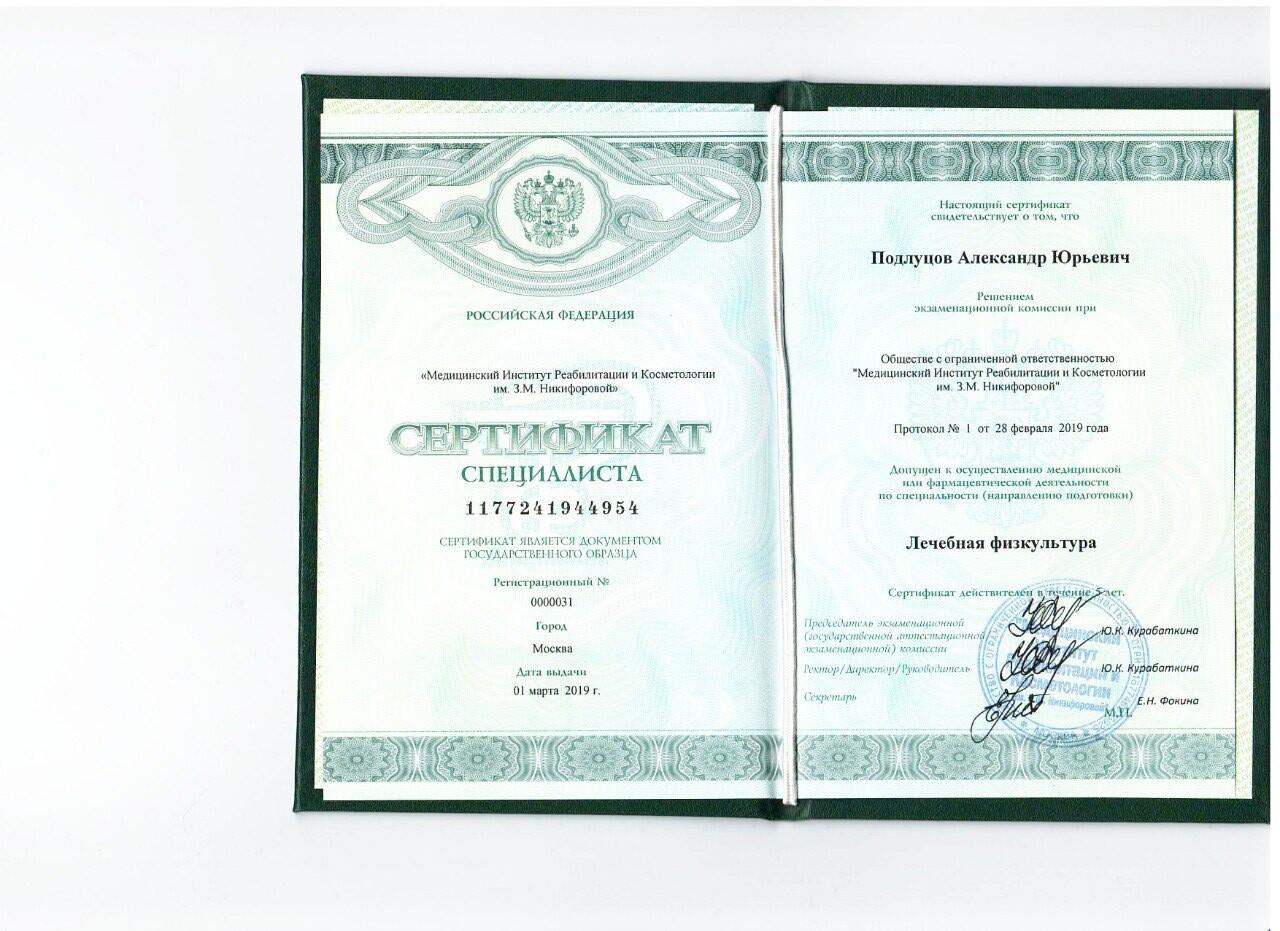 РОССИЙСКАЯ ФЕДЕРАЦИЯ
«Медицинский Институт Реабилитации и Косметологии
им. З.М. Никифоровой»
СЕРТИФИКАТ
СПЕЦИАЛИСТА
1177241944954
СЕРТИФИКАТ ЯВЛЯЕТСЯ ДОКУМЕНТОМ
ГОСУДАРСТВЕННОГО ОБРАЗЦА
Регистрационный №
0000031
Город
Москва
Дата выдачи
01 марта 2019 г.
Настоящий сертификат
свидетельствует о том, что
Подлуцов Александр Юрьевич
Решением
экзаменационной комиссии при
Обществе с ограниченной ответственностью
"Медицинский Институт Реабилитации и Косметологии
им. З.М. Никифоровой"
Протокол № 1 от 28 февраля 2019 года
Допущен к осуществлению медицинской
или фармацевтической деятельности
по специальности (направлению подготовки)
Лечебная физкультура
Сертификат действителен в течение 5 лет.
Председатель экзаменационной
(государственной аттестационной
экзаменационной) комиссии
Ю.К. Курабаткина
Ректор/Директор/Руководитель
Ю.К. Курабаткина
Секретарь
Е.Н. Фокина
М.П.